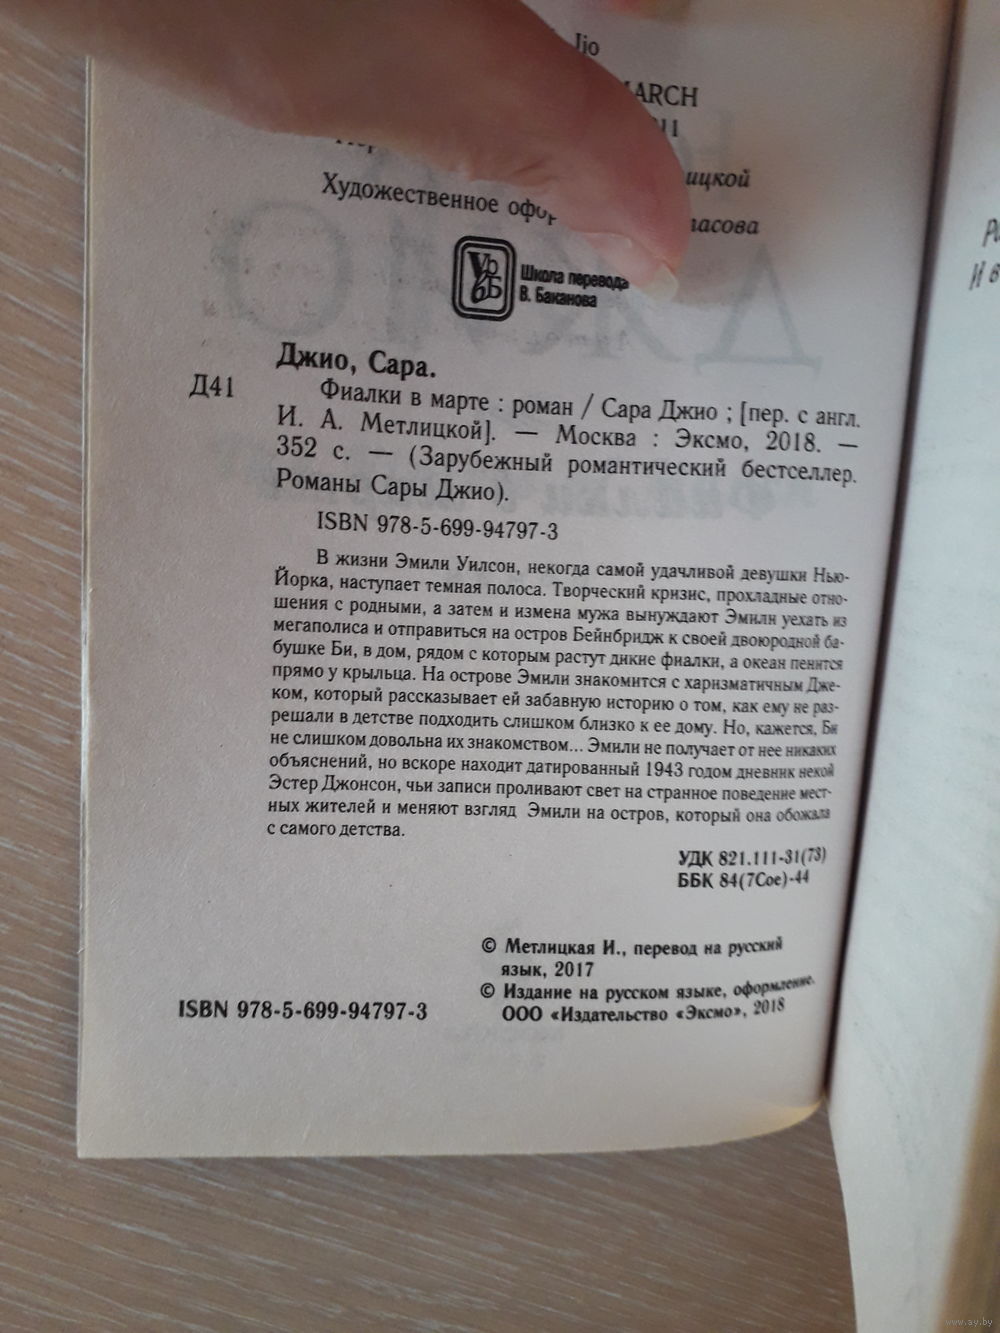 Jio
MARCH
Художественное
Школа перевода
В. Баканова
Джио, Сара.
Д41
Фиалки в марте : роман / Сара Джио ; [пер. с англ.
И. А. Метлицкой]. — Москва : Эксмо, 2018. —
352 с. — (Зарубежный романтический бестселлер.
Романы Сары Джио).
ISBN 978-5-699-94797-3
В жизни Эмили Уилсон, некогда самой удачливой девушки Нью-
Йорка, наступает темная полоса. Творческий кризис, прохладные отно-
шения с родными, а затем и измена мужа вынуждают Эмили уехать из
мегаполиса и отправиться на остров Бейнбридж к своей двоюродной ба-
бушке Би, в дом, рядом с которым растут дикие фиалки, а океан пенится
прямо у крыльца. На острове Эмили знакомится с харизматичным Дже-
ком, который рассказывает ей забавную историю о том, как ему не раз-
решали в детстве подходить слишком близко к ее дому. Но, кажется, Би
не слишком довольна их знакомством... Эмили не получает от нее никаких
объяснений, но вскоре находит датированный 1943 годом дневник некой
Эстер Джонсон, чьи записи проливают свет на странное поведение мест-
ных жителей и меняют взгляд Эмили на остров, который она обожала
с самого детства.
УДК 821.111-31(73)
ББК 84(7Сое)-44
© Метлицкая И., перевод на русский
язык, 2017
© Издание на русском языке, оформление.
ООО «Издательство «Эксмо», 2018
ISBN 978-5-699-94797-3
www.ay.by